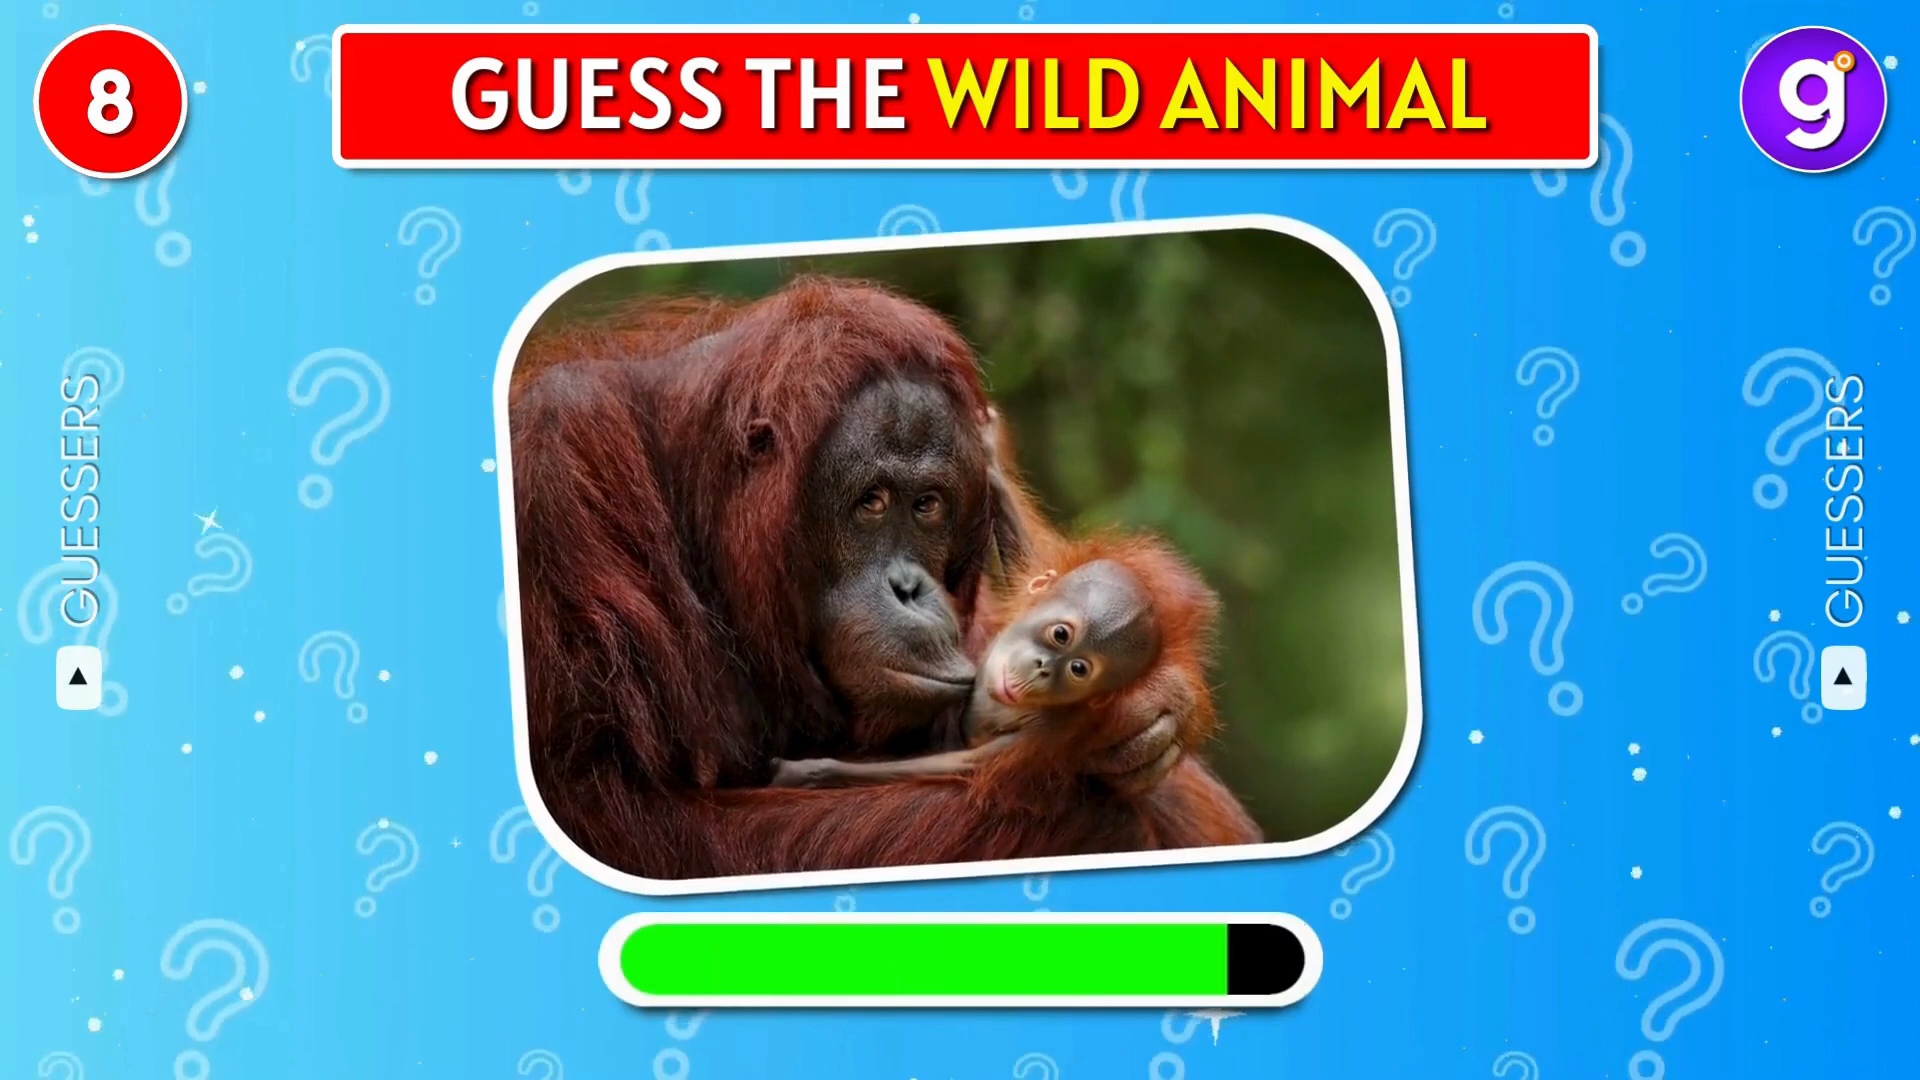 8
GUESS THE WILD ANIMAL
g
GUESSERS
GUESSERS